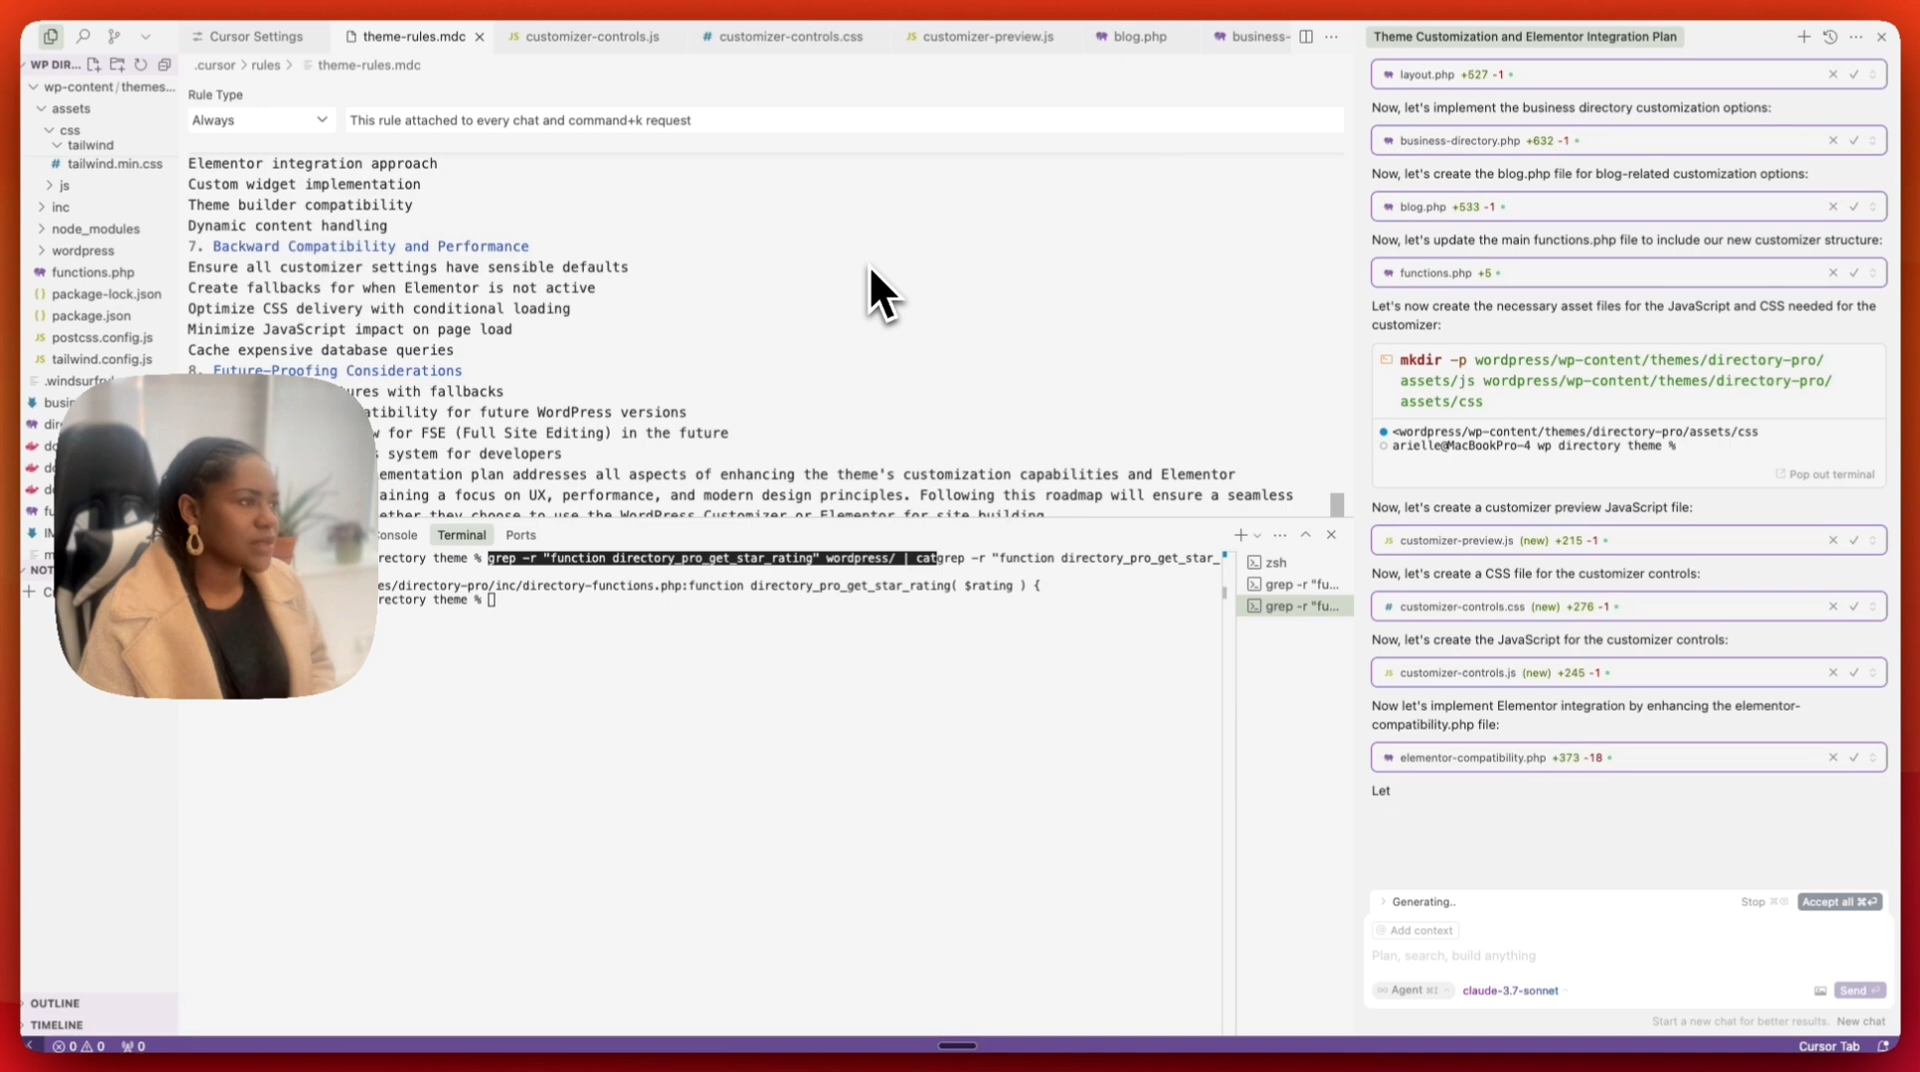 Cursor Settings
theme-rules.mdc
customizer-controls.js
customizer-controls.css
customizer-preview.js
blog.php
business-
WP DIR...
wp-content/themes...
assets
css
tailwind
tailwind.min.css
js
inc
node_modules
wordpress
functions.php
package-lock.json
package.json
postcss.config.js
tailwind.config.js
OUTLINE
TIMELINE
.cursor > rules > theme-rules.mdc
Rule Type
Always
This rule attached to every chat and command+k request
Elementor integration approach
Custom widget implementation
Theme builder compatibility
Dynamic content handling
7. Backward Compatibility and Performance
Ensure all customizer settings have sensible defaults
Create fallbacks for when Elementor is not active
Optimize CSS delivery with conditional loading
Minimize JavaScript impact on page load
Cache expensive database queries
8. Future-Proofing Considerations
with fallbacks
for future WordPress versions
for FSE (Full Site Editing) in the future
system for developers
plan addresses all aspects of enhancing the theme's customization capabilities and Elementor
a focus on UX, performance, and modern design principles. Following this roadmap will ensure a seamless
they choose to use the WordPress Customizer or Elementor for site building
Terminal
Ports
theme % grep -r "function directory_pro_get_star_rating" wordpress/ | catgrep -r "function directory_pro_get_star_
es/directory-pro/inc/directory-functions.php:function directory_pro_get_star_rating( $rating ) {
theme %
zsh
grep -r "fu...
grep -r "fu...
Theme Customization and Elementor Integration Plan
layout.php +527 -1
Now, let's implement the business directory customization options:
business-directory.php +632 -1
Now, let's create the blog.php file for blog-related customization options:
blog.php +533 -1
Now, let's update the main functions.php file to include our new customizer structure:
functions.php +5
Let's now create the necessary asset files for the JavaScript and CSS needed for the
customizer:
mkdir -p wordpress/wp-content/themes/directory-pro/
assets/js wordpress/wp-content/themes/directory-pro/
assets/css
<wordpress/wp-content/themes/directory-pro/assets/css
arielle@MacBookPro-4 wp directory theme %
Pop out terminal
Now, let's create a customizer preview JavaScript file:
customizer-preview.js (new) +215 -1
Now, let's create a CSS file for the customizer controls:
customizer-controls.css (new) +276 -1
Now, let's create the JavaScript for the customizer controls:
customizer-controls.js (new) +245 -1
Now let's implement Elementor integration by enhancing the elementor-
compatibility.php file:
elementor-compatibility.php +373 -18
Let
Generating..
Stop
Accept all
@ Add context
Plan, search, build anything
Agent
claude-3.7-sonnet
Send
Start a new chat for better results. New chat
0
0
0
Cursor Tab